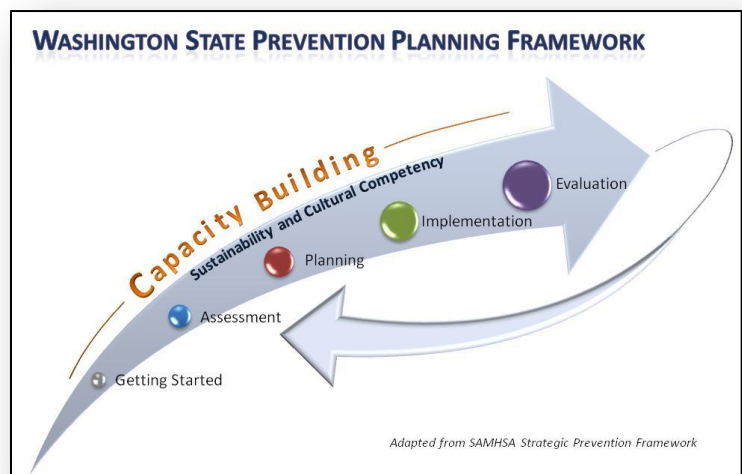 WASHINGTON STATE PREVENTION PLANNING FRAMEWORK
Capacity Building
Sustainability and Cultural Competency
Evaluation
Implementation
Planning
Assessment
Getting Started
Adapted from SAMHSA Strategic Prevention Framework